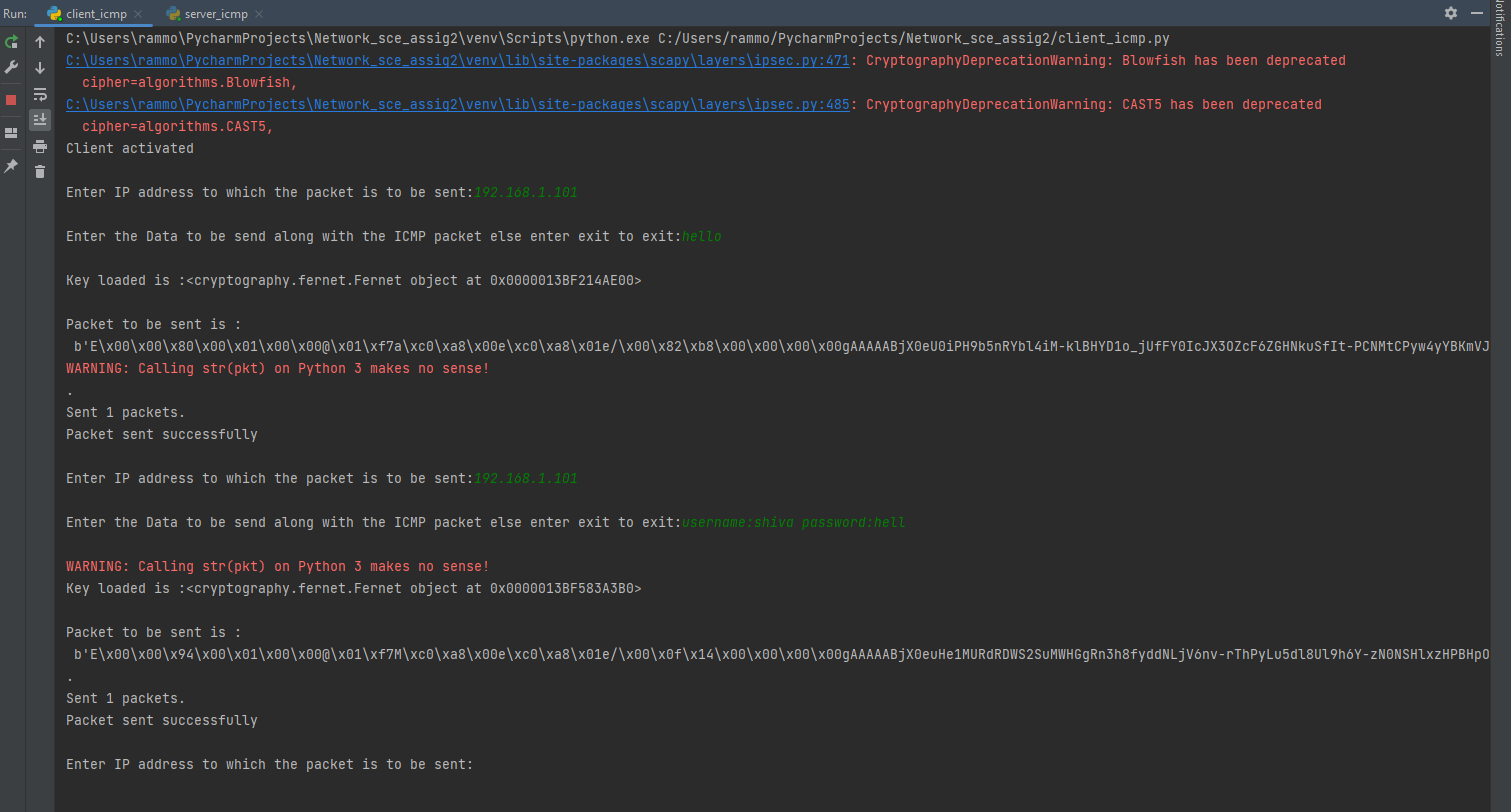 Run: client_icmp server_icmp
Notifications
C:\Users\rammo\PycharmProjects\Network_sce_assig2\venv\Scripts\python.exe C:/Users/rammo/PycharmProjects/Network_sce_assig2/client_icmp.py
C:\Users\rammo\PycharmProjects\Network_sce_assig2\venv\lib\site-packages\scapy\layers\ipsec.py:471: CryptographyDeprecationWarning: Blowfish has been deprecated
cipher=algorithms.Blowfish,
C:\Users\rammo\PycharmProjects\Network_sce_assig2\venv\lib\site-packages\scapy\layers\ipsec.py:485: CryptographyDeprecationWarning: CAST5 has been deprecated
cipher=algorithms.CAST5,
Client activated
Enter IP address to which the packet is to be sent:192.168.1.101
Enter the Data to be send along with the ICMP packet else enter exit to exit:hello
Key loaded is :<cryptography.fernet.Fernet object at 0x0000013BF214AE00>
Packet to be sent is :
b'E\x00\x00\x80\x00\x01\x00\x00@\x01\xf7a\xc0\xa8\x00e\xc0\xa8\x01e/\x00\x82\xb8\x00\x00\x00\x00gAAAAABjX0eU0iPH9b5nRYbl4iM-klBHYD1o_jUfFY0IcJX3OZcF6ZGHNkuSfIt-PCNMtCPyw4yYBKmVJ
WARNING: Calling str(pkt) on Python 3 makes no sense!
.
Sent 1 packets.
Packet sent successfully
Enter IP address to which the packet is to be sent:192.168.1.101
Enter the Data to be send along with the ICMP packet else enter exit to exit:username:shiva password:hell
WARNING: Calling str(pkt) on Python 3 makes no sense!
Key loaded is :<cryptography.fernet.Fernet object at 0x0000013BF583A3B0>
Packet to be sent is :
b'E\x00\x00\x94\x00\x01\x00\x00@\x01\xf7M\xc0\xa8\x00e\xc0\xa8\x01e/\x00\x0f\x14\x00\x00\x00\x00gAAAAABjX0euHe1MURdRDWS2SuMWHGgRn3h8fyddNLjV6nv-rThPyLu5dl8Ul9h6Y-zN0NSHlxzHPBHpO
.
Sent 1 packets.
Packet sent successfully
Enter IP address to which the packet is to be sent: